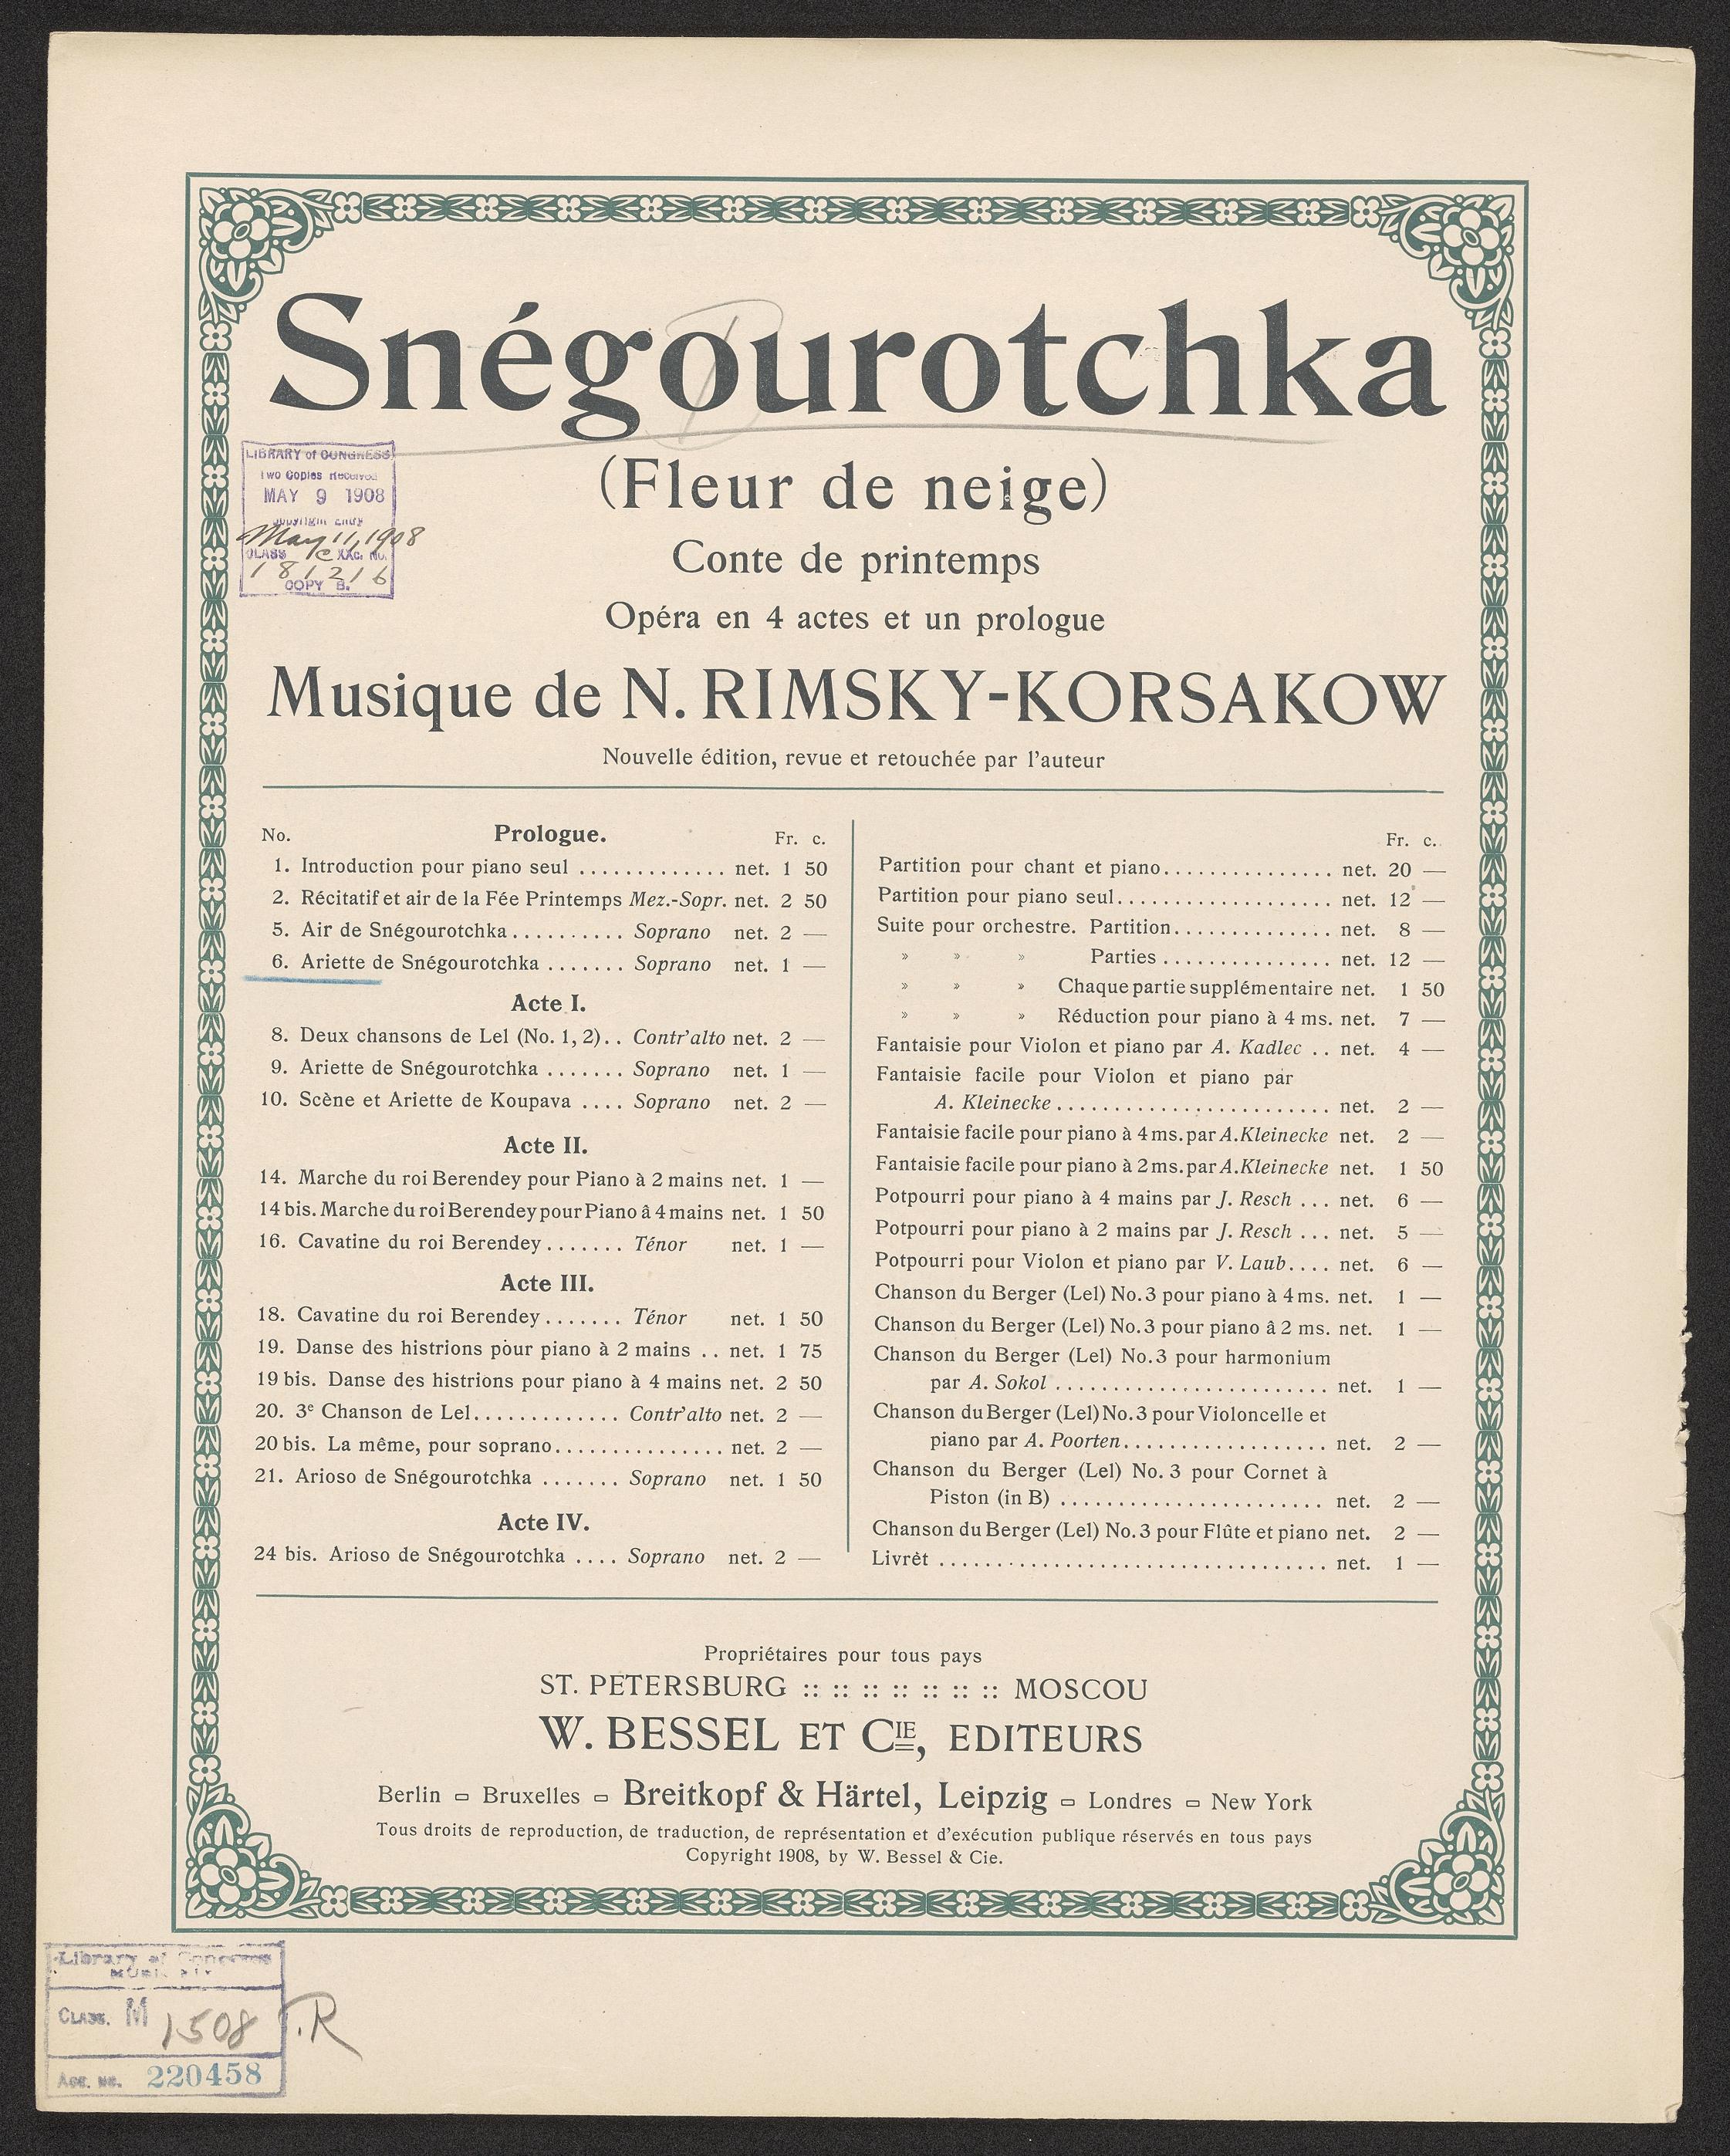 Snégourotchka
LIBRARY of CONGRESS
Two Copies Received
MAY 9 1908
Copyright Entry
May 11, 1908
CLASS C XXc. No.
181216
COPY B.
(Fleur de neige)
Conte de printemps
Opéra en 4 actes et un prologue
Musique de N. RIMSKY-KORSAKOW
Nouvelle édition, revue et retouchée par l'auteur
No. Prologue. Fr. c.
1. Introduction pour piano seul ............. net. 1 50
2. Récitatif et air de la Fée Printemps Mez.-Sopr. net. 2 50
5. Air de Snégourotchka .......... Soprano net. 2 —
6. Ariette de Snégourotchka ....... Soprano net. 1 —
Acte I.
8. Deux chansons de Lel (No. 1, 2).. Contr'alto net. 2 —
9. Ariette de Snégourotchka ....... Soprano net. 1 —
10. Scène et Ariette de Koupava .... Soprano net. 2 —
Acte II.
14. Marche du roi Berendey pour Piano à 2 mains net. 1 —
14 bis. Marche du roi Berendey pour Piano â 4 mains net. 1 50
16. Cavatine du roi Berendey ....... Ténor net. 1 —
Acte III.
18. Cavatine du roi Berendey ....... Ténor net. 1 50
19. Danse des histrions pour piano à 2 mains .. net. 1 75
19 bis. Danse des histrions pour piano à 4 mains net. 2 50
20. 3e Chanson de Lel............. Contr'alto net. 2 —
20 bis. La même, pour soprano............... net. 2 —
21. Arioso de Snégourotchka ....... Soprano net. 1 50
Acte IV.
24 bis. Arioso de Snégourotchka .... Soprano net. 2 —
Fr. c.
Partition pour chant et piano............... net. 20 —
Partition pour piano seul................... net. 12 —
Suite pour orchestre. Partition.............. net. 8 —
» » » Parties ............... net. 12 —
» » » Chaque partie supplémentaire net. 1 50
» » » Réduction pour piano à 4 ms. net. 7 —
Fantaisie pour Violon et piano par A. Kadlec .. net. 4 —
Fantaisie facile pour Violon et piano par
A. Kleinecke ........................ net. 2 —
Fantaisie facile pour piano à 4 ms. par A. Kleinecke net. 2 —
Fantaisie facile pour piano à 2 ms. par A. Kleinecke net. 1 50
Potpourri pour piano à 4 mains par J. Resch ... net. 6 —
Potpourri pour piano à 2 mains par J. Resch ... net. 5 —
Potpourri pour Violon et piano par V. Laub.... net. 6 —
Chanson du Berger (Lel) No. 3 pour piano à 4 ms. net. 1 —
Chanson du Berger (Lel) No. 3 pour piano â 2 ms. net. 1 —
Chanson du Berger (Lel) No. 3 pour harmonium
par A. Sokol ......................... net. 1 —
Chanson du Berger (Lel) No. 3 pour Violoncelle et
piano par A. Poorten.................. net. 2 —
Chanson du Berger (Lel) No. 3 pour Cornet à
Piston (in B) ........................ net. 2 —
Chanson du Berger (Lel) No. 3 pour Flûte et piano net. 2 —
Livrèt ................................... net. 1 —
Propriétaires pour tous pays
ST. PETERSBURG :: :: :: :: :: :: :: MOSCOU
W. BESSEL ET CIE, EDITEURS
Berlin Bruxelles Breitkopf & Härtel, Leipzig Londres New York
Tous droits de reproduction, de traduction, de représentation et d'exécution publique réservés en tous pays
Copyright 1908, by W. Bessel & Cie.
Library of Congress
CLASS. M 1508 .R
Acc. No. 220458